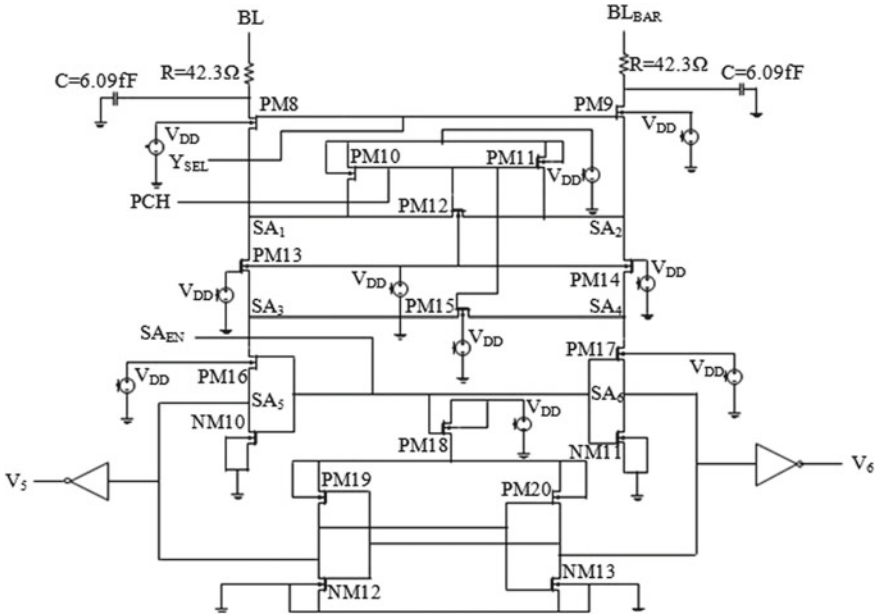 BL
BL_BAR
R=42.3Ω
R=42.3Ω
C=6.09fF
C=6.09fF
PM8
PM9
V_DD
V_DD
Y_SEL
PM10
PM11
V_DD
PCH
PM12
SA_1
SA_2
PM13
V_DD
V_DD
PM14
V_DD
PM15
SA_3
SA_4
SA_EN
V_DD
PM17
V_DD
PM16
V_DD
SA_5
SA_6
V_DD
NM10
PM18
NM11
V_5
V_6
PM19
PM20
NM12
NM13